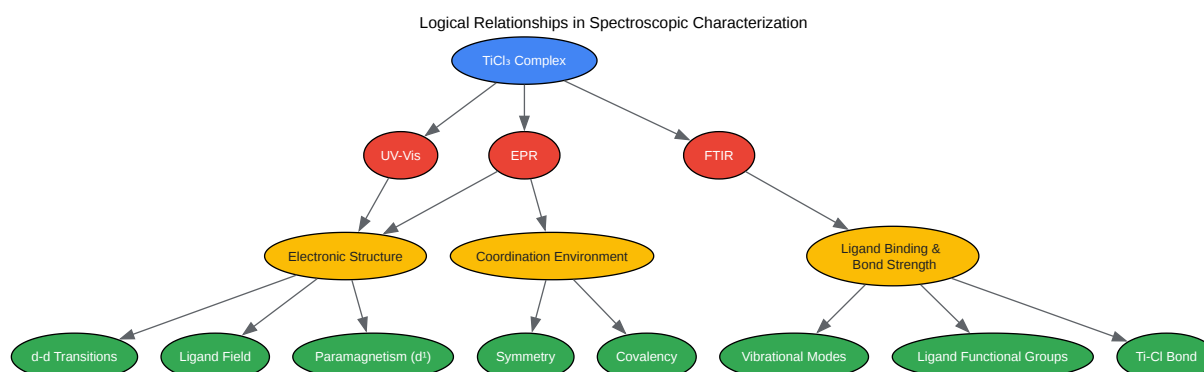 Logical Relationships in Spectroscopic Characterization
TiCl₃ Complex
UV-Vis
EPR
FTIR
Electronic Structure
Coordination Environment
Ligand Binding &
Bond Strength
d-d Transitions
Ligand Field
Paramagnetism (d¹)
Symmetry
Covalency
Vibrational Modes
Ligand Functional Groups
Ti-Cl Bond